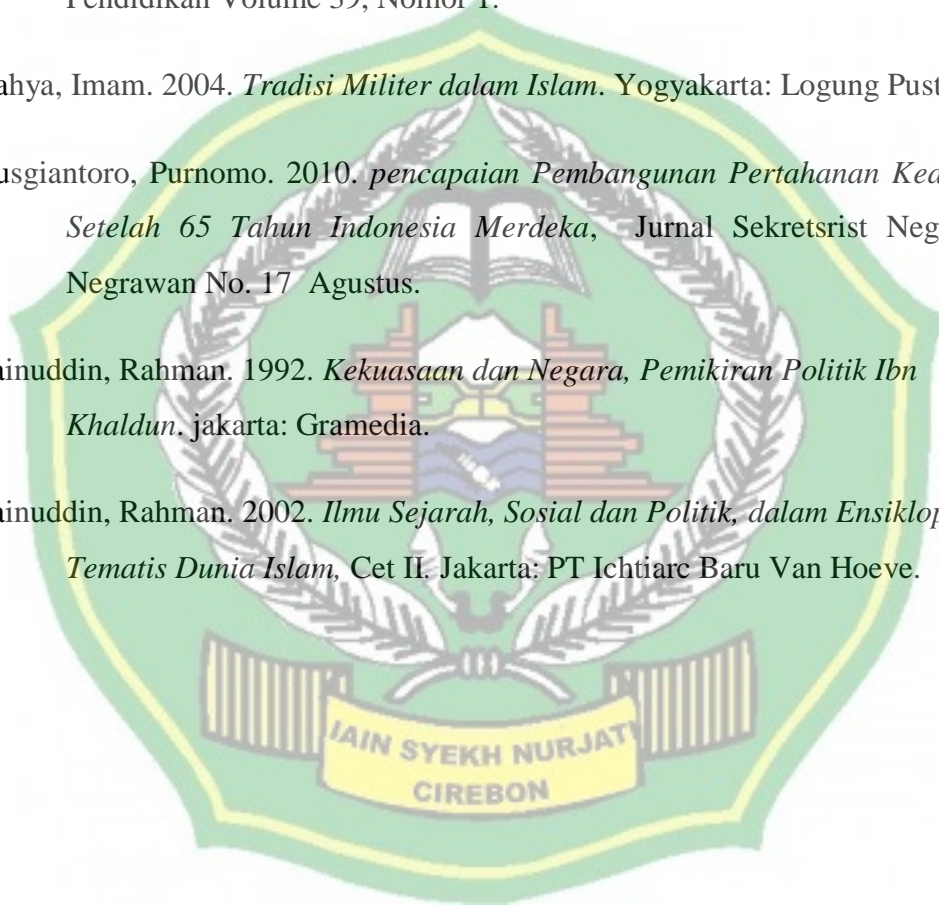 Pendidikan Volume 39, Nomor 1.
ahya, Imam. 2004. Tradisi Militer dalam Islam. Yogyakarta: Logung Pust
usgiantoro, Purnomo. 2010. pencapaian Pembangunan Pertahanan Ked
Setelah 65 Tahun Indonesia Merdeka, Jurnal Sekretsrist Neg
Negrawan No. 17 Agustus.
ainuddin, Rahman. 1992. Kekuasaan dan Negara, Pemikiran Politik Ibn
Khaldun. jakarta: Gramedia.
ainuddin, Rahman. 2002. Ilmu Sejarah, Sosial dan Politik, dalam Ensiklop
Tematis Dunia Islam, Cet II. Jakarta: PT Ichtiarc Baru Van Hoeve.
IAIN SYEKH NURJATI
CIREBON